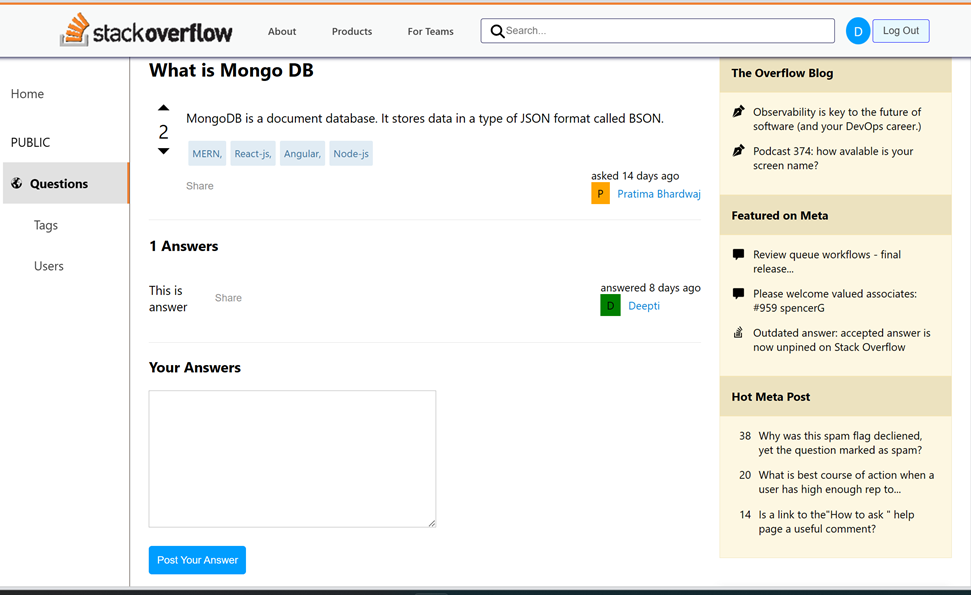 stackoverflow
About
Products
For Teams
Search...
D
Log Out
Home
PUBLIC
Questions
Tags
Users
What is Mongo DB
2
MongoDB is a document database. It stores data in a type of JSON format called BSON.
MERN,
React-js,
Angular,
Node-js
Share
asked 14 days ago
P
Pratima Bhardwaj
1 Answers
This is
answer
Share
answered 8 days ago
D
Deepti
Your Answers
Post Your Answer
The Overflow Blog
Observability is key to the future of
software (and your DevOps career.)
Podcast 374: how avalable is your
screen name?
Featured on Meta
Review queue workflows - final
release...
Please welcome valued associates:
#959 spencerG
Outdated answer: accepted answer is
now unpined on Stack Overflow
Hot Meta Post
38 Why was this spam flag decliened,
yet the question marked as spam?
20 What is best course of action when a
user has high enough rep to...
14 Is a link to the"How to ask " help
page a useful comment?